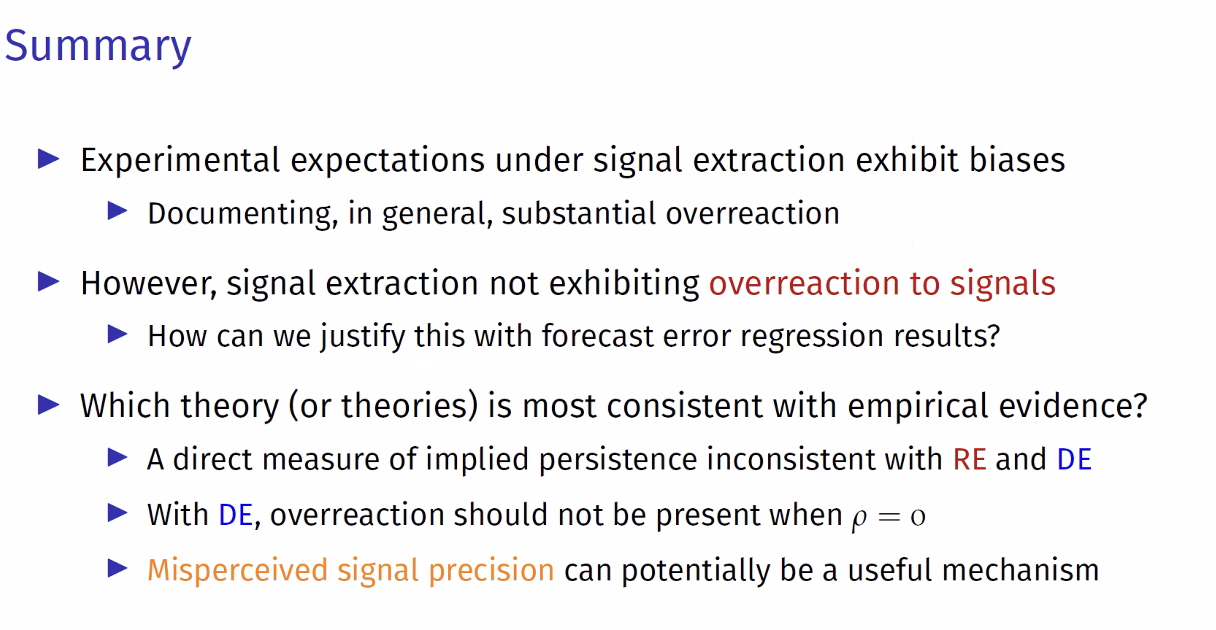 Summary
Experimental expectations under signal extraction exhibit biases
Documenting, in general, substantial overreaction
However, signal extraction not exhibiting overreaction to signals
How can we justify this with forecast error regression results?
Which theory (or theories) is most consistent with empirical evidence?
A direct measure of implied persistence inconsistent with RE and DE
With DE, overreaction should not be present when ρ = 0
Misperceived signal precision can potentially be a useful mechanism